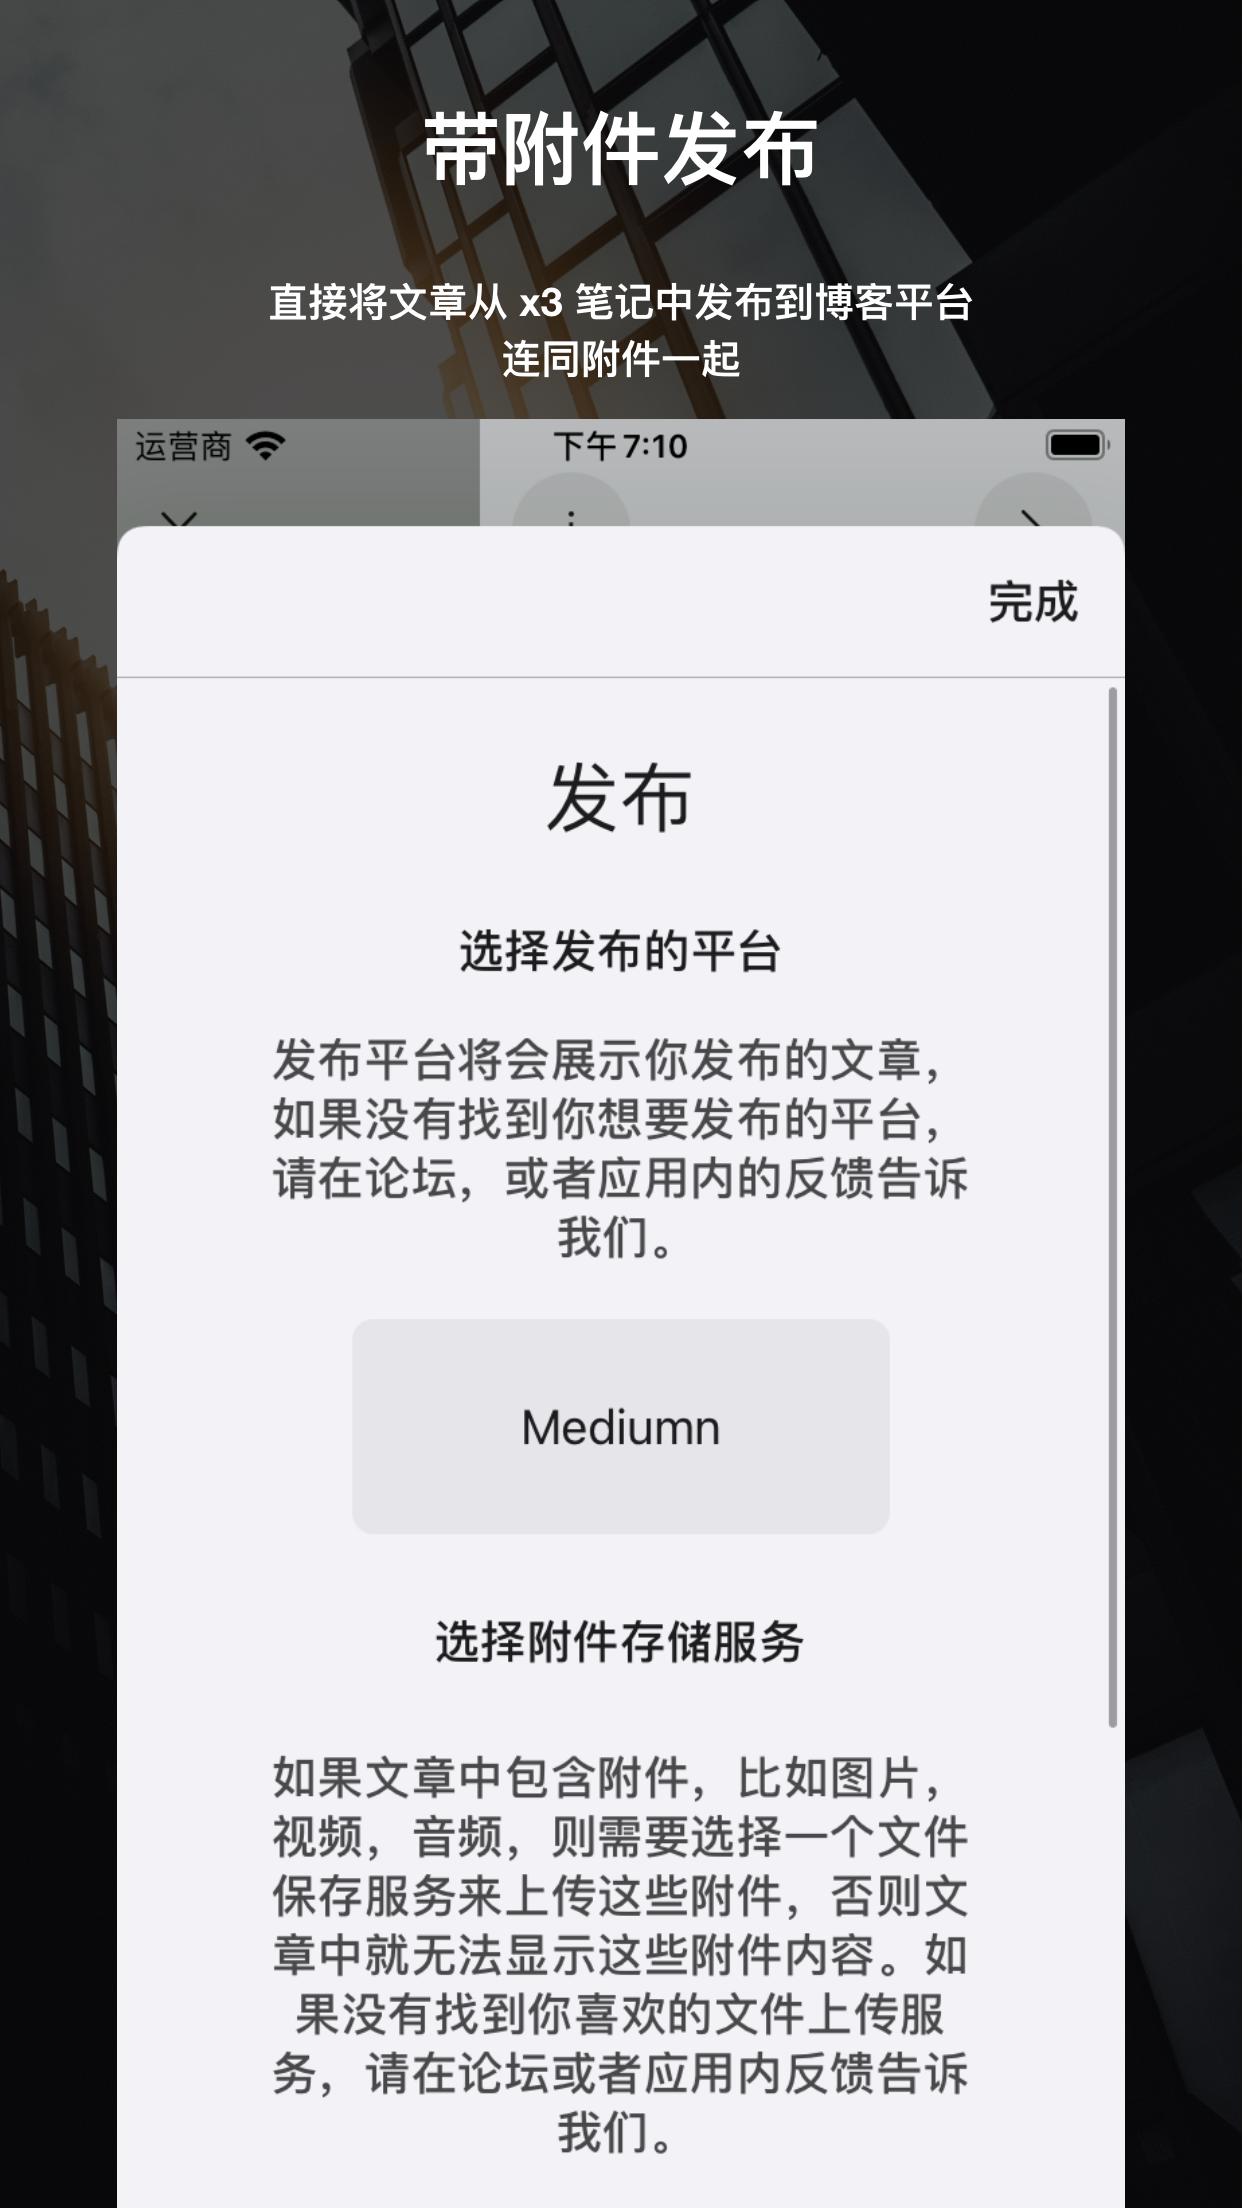 带附件发布
直接将文章从 x3 笔记中发布到博客平台
连同附件一起
运营商
下午 7:10
完成
发布
选择发布的平台
发布平台将会展示你发布的文章，
如果没有找到你想要发布的平台，
请在论坛，或者应用内的反馈告诉
我们。
Mediumn
选择附件存储服务
如果文章中包含附件，比如图片，
视频，音频，则需要选择一个文件
保存服务来上传这些附件，否则文
章中就无法显示这些附件内容。如
果没有找到你喜欢的文件上传服
务，请在论坛或者应用内反馈告诉
我们。